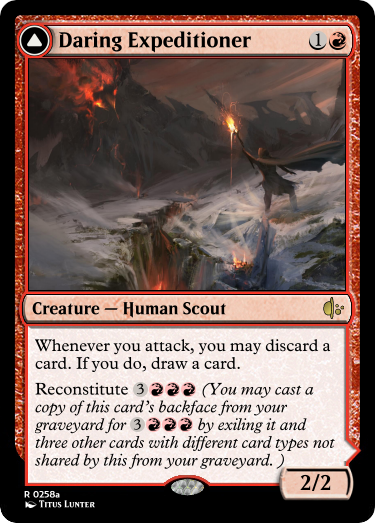 Daring Expeditioner 1
Creature — Human Scout
Whenever you attack, you may discard a
card. If you do, draw a card.
Reconstitute 3 (You may cast a
copy of this card's backface from your
graveyard for 3 by exiling it and
three other cards with different card types not
shared by this from your graveyard. )
2/2
R 0258a
Titus Lunter